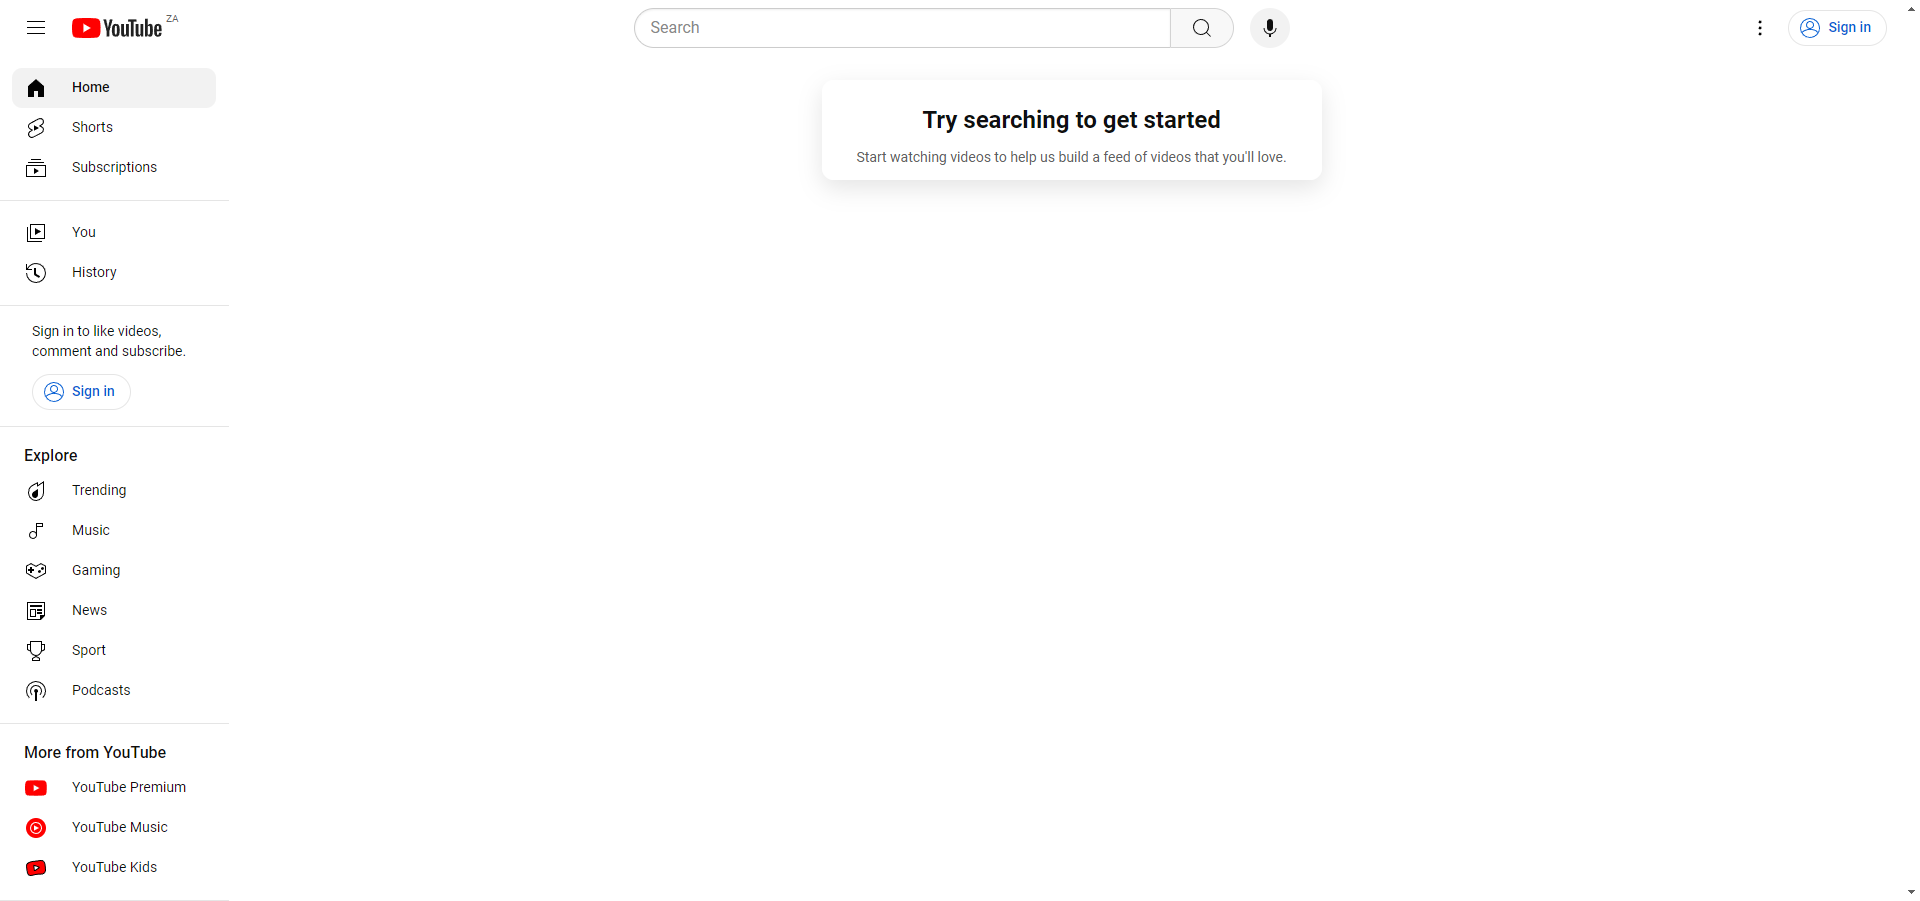 YouTube ZA
Search
Sign in
Home
Shorts
Subscriptions
You
History
Sign in to like videos,
comment and subscribe.
Sign in
Explore
Trending
Music
Gaming
News
Sport
Podcasts
More from YouTube
YouTube Premium
YouTube Music
YouTube Kids
Try searching to get started
Start watching videos to help us build a feed of videos that you'll love.